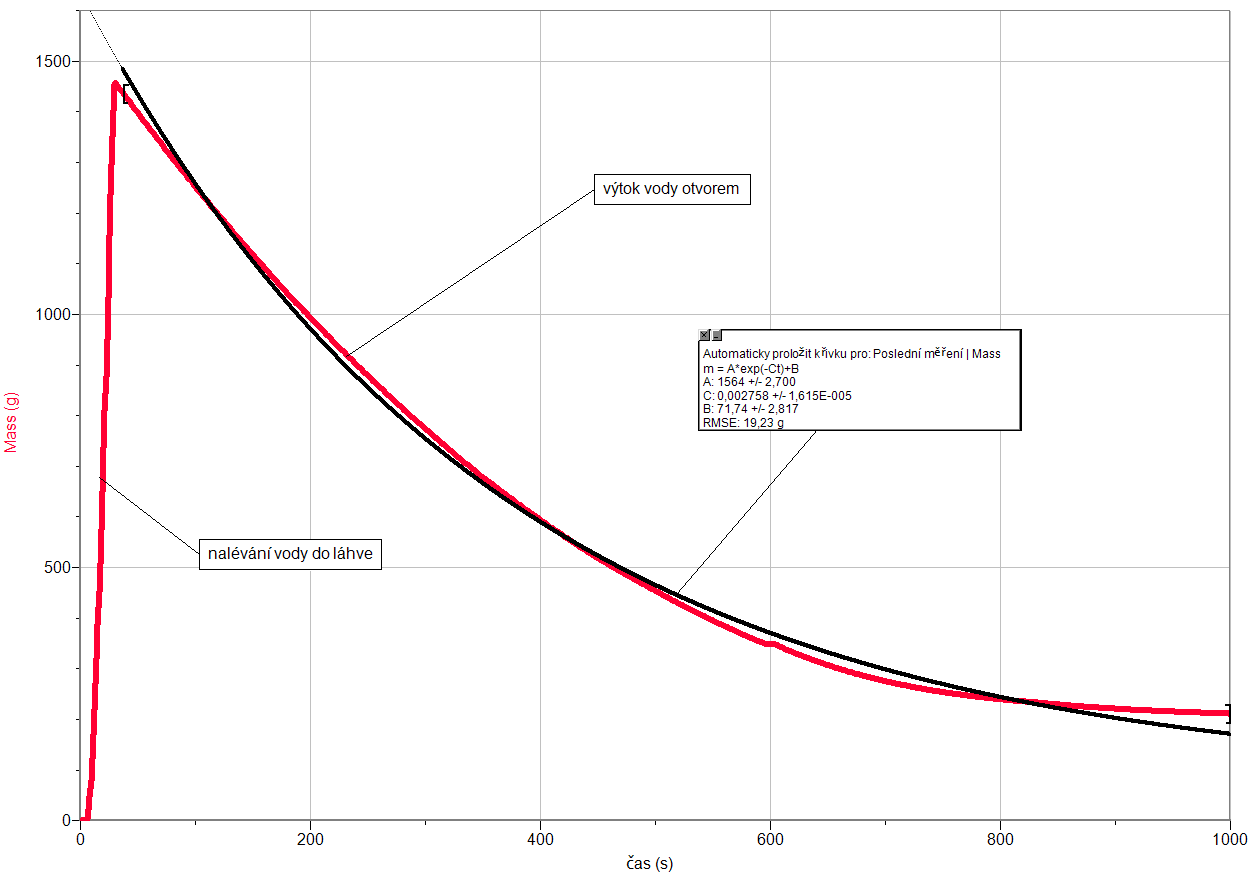 1500
výtok vody otvorem
1000
Automaticky proložit křivku pro: Poslední měření | Mass
m = A*exp(-Ct)+B
A: 1564 +/- 2,700
C: 0,002758 +/- 1,615E-005
B: 71,74 +/- 2,817
RMSE: 19,23 g
Mass (g)
nalévání vody do láhve
500
0
0 200 400 600 800 1000
čas (s)